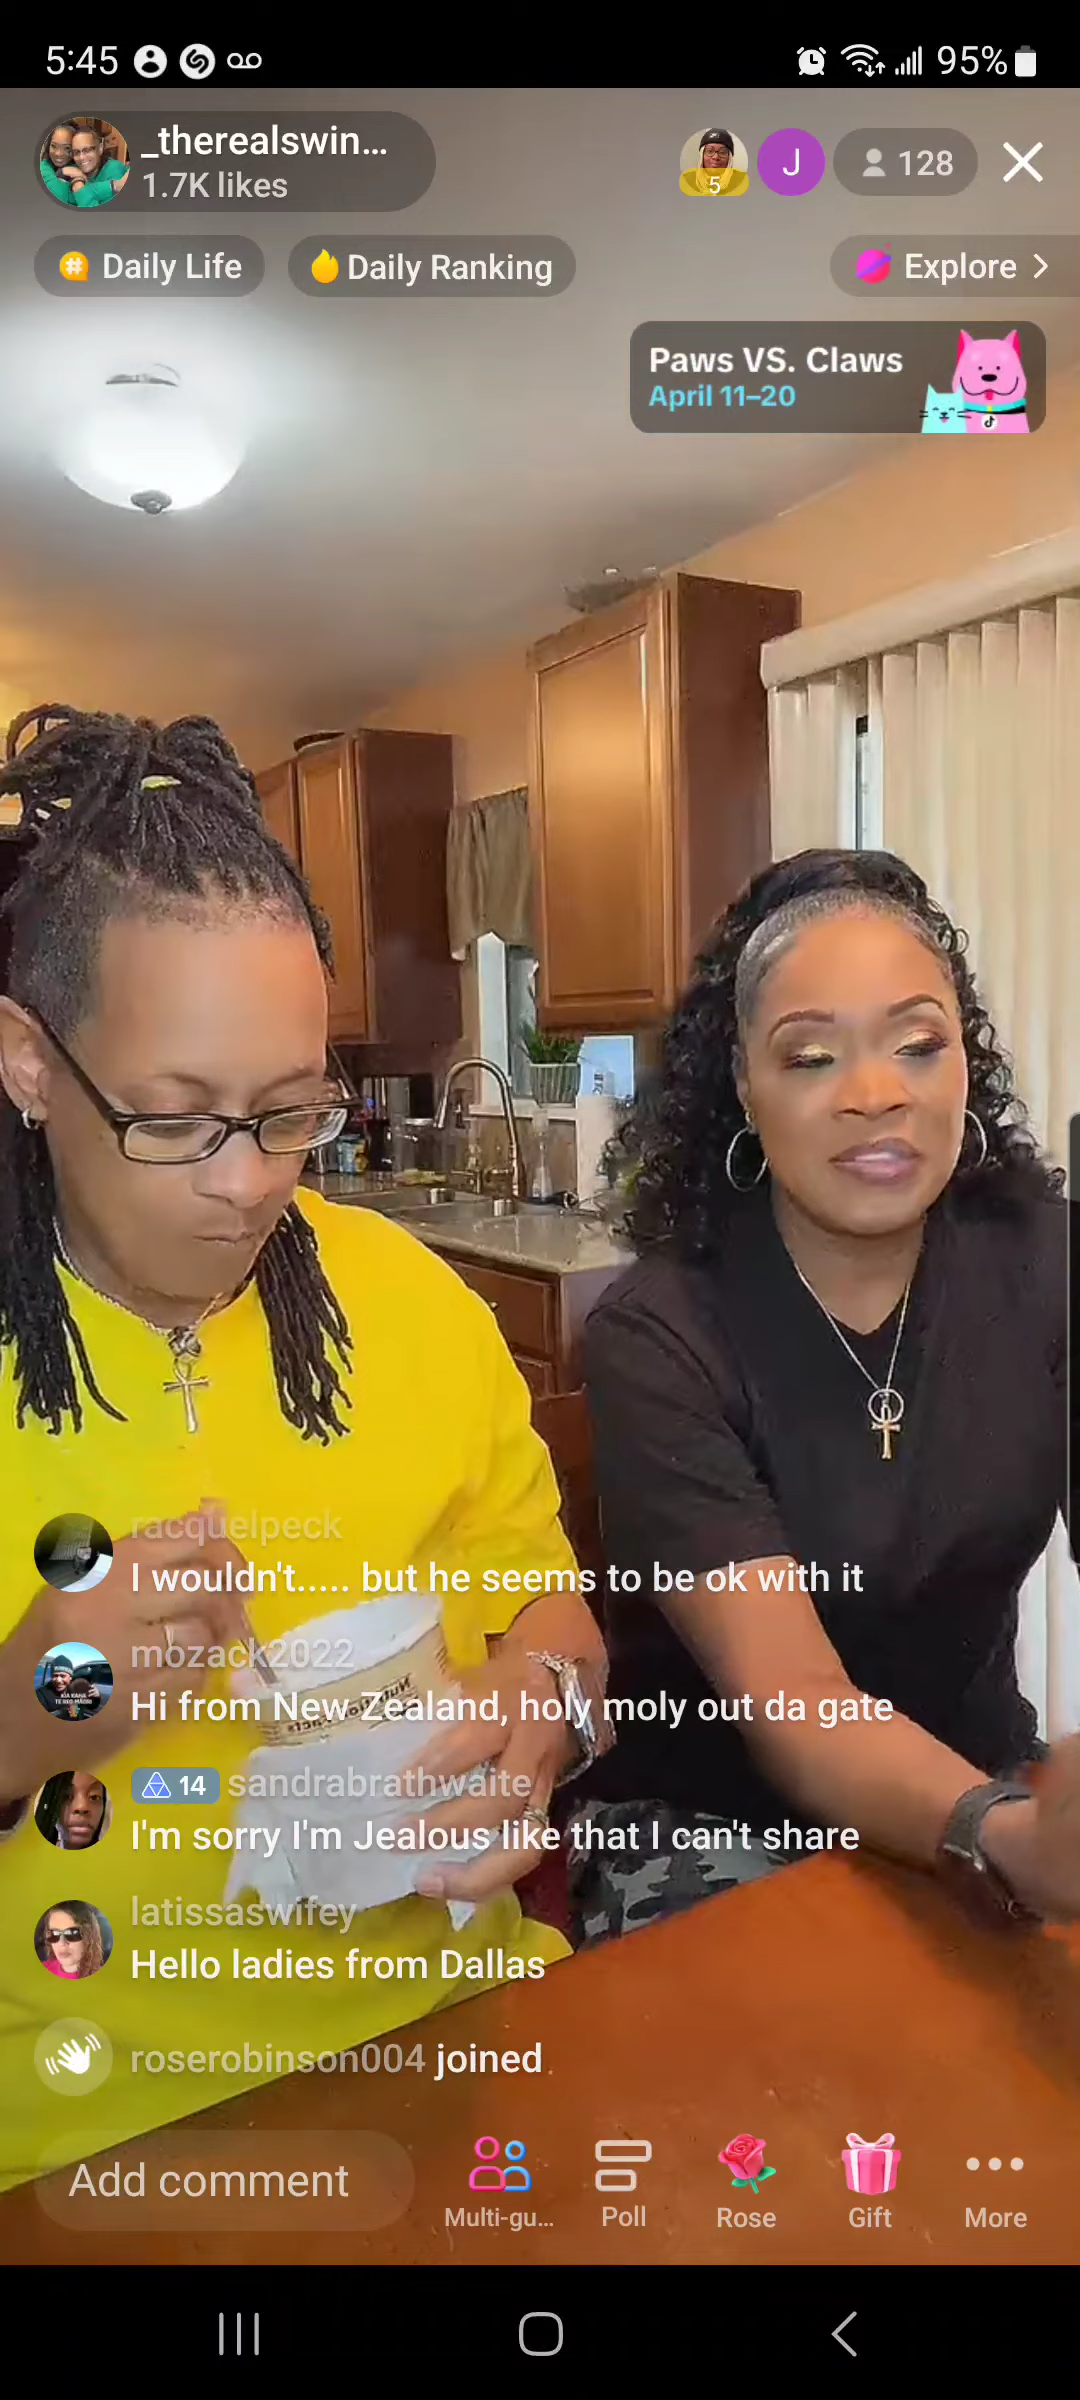 5:45
95%
_therealswin...
1.7K likes
5
J
128
Daily Life
Daily Ranking
Explore >
Paws VS. Claws
April 11–20
racquelpeck
I wouldn't..... but he seems to be ok with it
mozack2022
Hi from New Zealand, holy moly out da gate
14 sandrabrathwaite
I'm sorry I'm Jealous like that I can't share
latissaswifey
Hello ladies from Dallas
roserobinson004 joined
Add comment
Multi-gu...
Poll
Rose
Gift
More